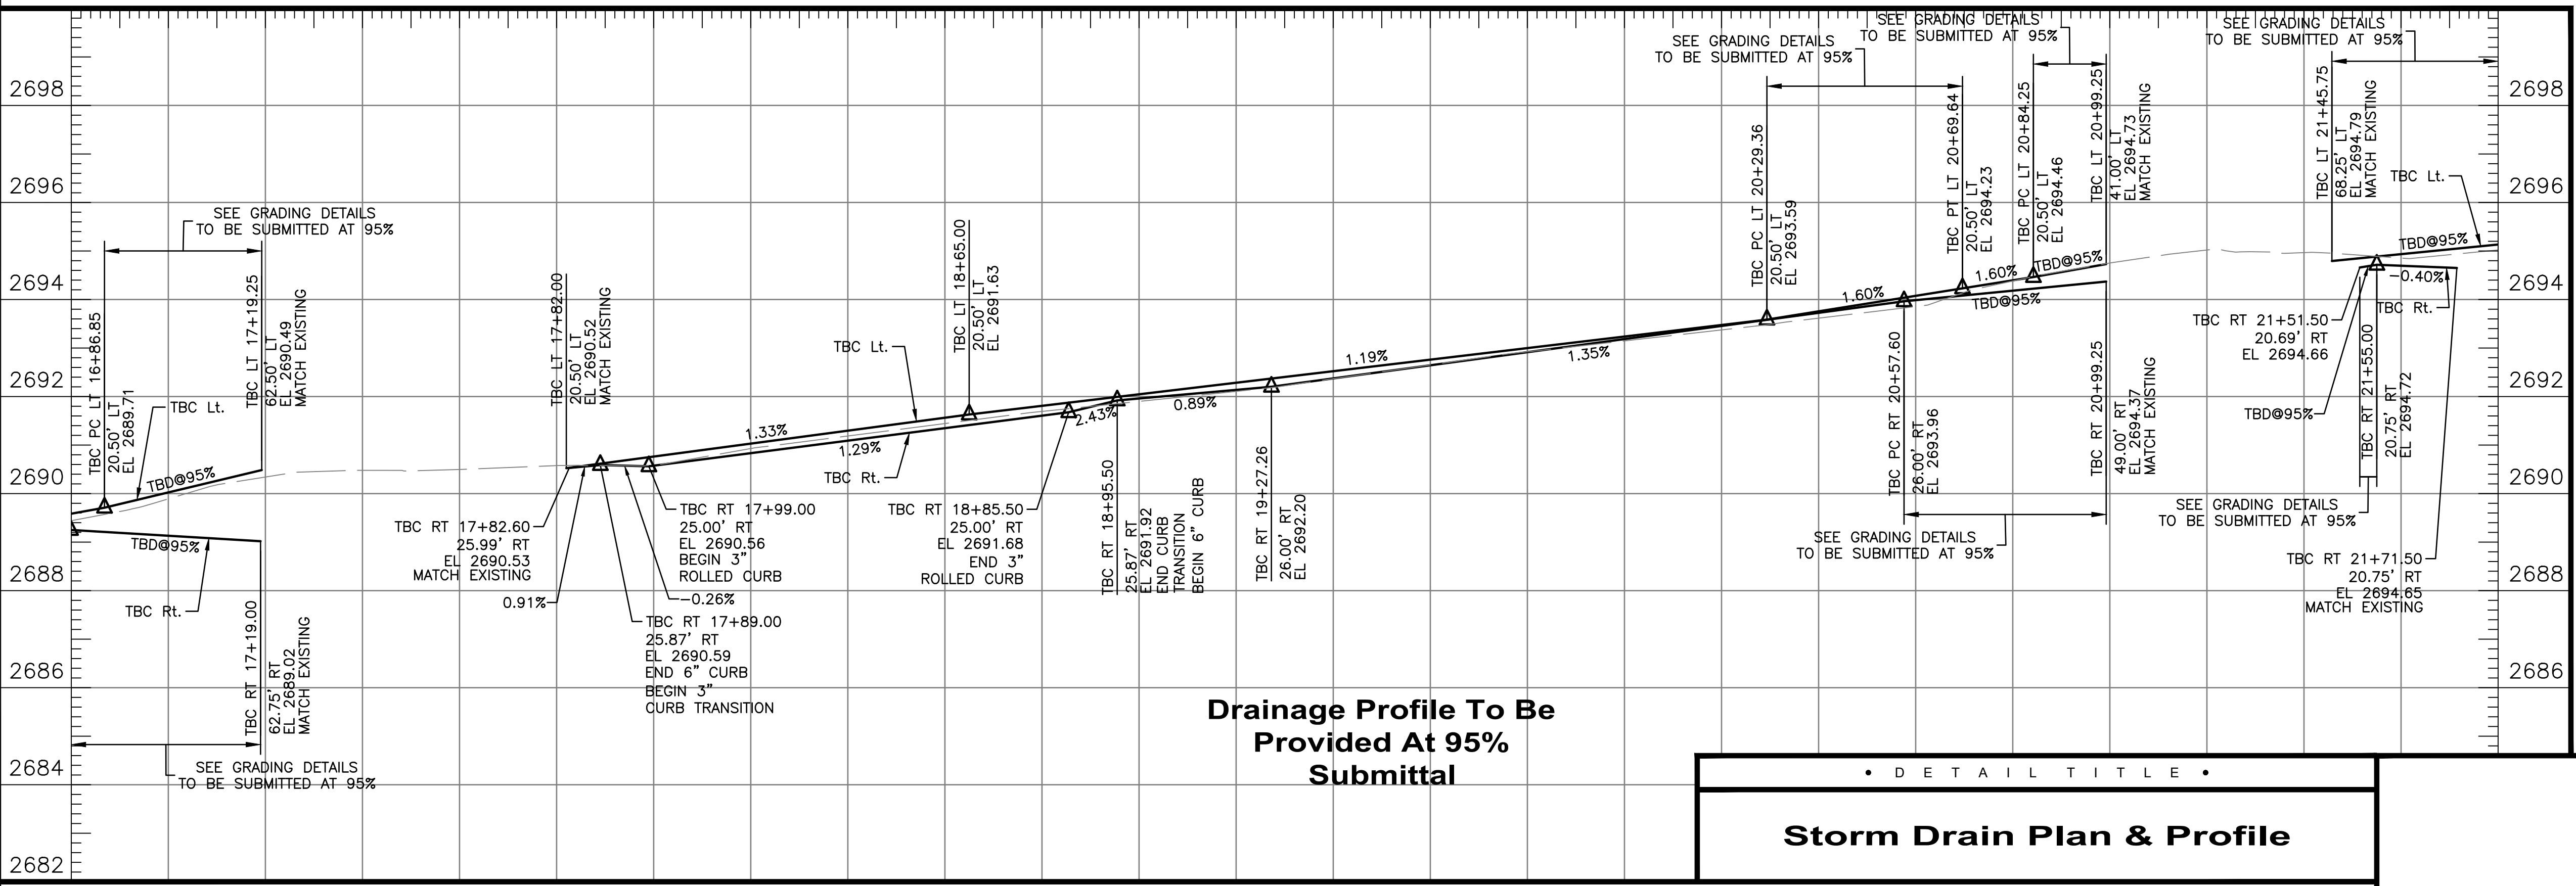 SEE GRADING DETAILS
TO BE SUBMITTED AT 95%
SEE GRADING DETAILS
TO BE SUBMITTED AT 95%
SEE GRADING DETAILS
TO BE SUBMITTED AT 95%
2698
2696
2694
2692
2690
2688
2686
2684
2682
SEE GRADING DETAILS
TO BE SUBMITTED AT 95%
TBC PC LT 16+86.85
20.50' LT
EL 2689.71
TBC Lt.
TBD@95%
TBC LT 17+19.25
62.50' LT
EL 2690.49
MATCH EXISTING
TBD@95%
TBC Rt.
TBC RT 17+19.00
62.75' RT
EL 2689.02
MATCH EXISTING
SEE GRADING DETAILS
TO BE SUBMITTED AT 95%
TBC LT 17+82.00
20.50' LT
EL 2690.52
MATCH EXISTING
TBC RT 17+82.60
25.99' RT
EL 2690.53
MATCH EXISTING
0.91%
TBC RT 17+99.00
25.00' RT
EL 2690.56
BEGIN 3"
ROLLED CURB
-0.26%
TBC RT 17+89.00
25.87' RT
EL 2690.59
END 6" CURB
BEGIN 3"
CURB TRANSITION
1.33%
1.29%
TBC Lt.
TBC Rt.
TBC LT 18+65.00
20.50' LT
EL 2691.63
TBC RT 18+85.50
25.00' RT
EL 2691.68
END 3"
ROLLED CURB
2.43%
TBC RT 18+95.50
25.87' RT
EL 2691.92
END CURB
TRANSITION
BEGIN 6" CURB
0.89%
TBC RT 19+27.26
26.00' RT
EL 2692.20
1.19%
1.35%
TBC PC LT 20+29.36
20.50' LT
EL 2693.59
1.60%
TBC PC RT 20+57.60
26.00' RT
EL 2693.96
TBC PT LT 20+69.64
20.50' LT
EL 2694.23
1.60%
TBD@95%
TBC PC LT 20+84.25
20.50' LT
EL 2694.46
TBD@95%
TBC LT 20+99.25
41.00' LT
EL 2694.73
MATCH EXISTING
TBC RT 20+99.25
49.00' RT
EL 2694.37
MATCH EXISTING
SEE GRADING DETAILS
TO BE SUBMITTED AT 95%
TBC LT 21+45.75
68.25' LT
EL 2694.79
MATCH EXISTING
TBC Lt.
TBD@95%
-0.40%
TBC Rt.
TBC RT 21+51.50
20.69' RT
EL 2694.66
TBD@95%
TBC RT 21+55.00
20.75' RT
EL 2694.72
SEE GRADING DETAILS
TO BE SUBMITTED AT 95%
TBC RT 21+71.50
20.75' RT
EL 2694.65
MATCH EXISTING
2698
2696
2694
2692
2690
2688
2686
Drainage Profile To Be
Provided At 95%
Submittal
• DETAIL TITLE •
Storm Drain Plan & Profile